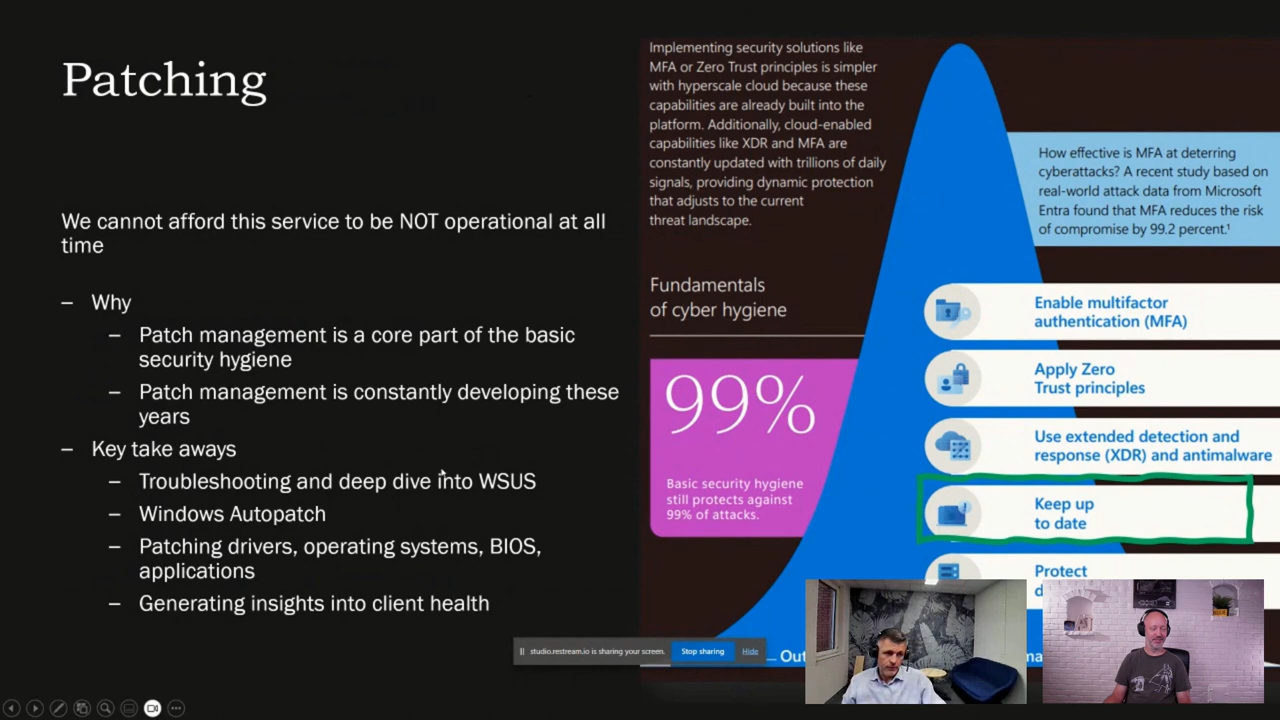 Patching
We cannot afford this service to be NOT operational at all
time
– Why
– Patch management is a core part of the basic
security hygiene
– Patch management is constantly developing these
years
– Key take aways
– Troubleshooting and deep dive into WSUS
– Windows Autopatch
– Patching drivers, operating systems, BIOS,
applications
– Generating insights into client health
Implementing security solutions like
MFA or Zero Trust principles is simpler
with hyperscale cloud because these
capabilities are already built into the
platform. Additionally, cloud-enabled
capabilities like XDR and MFA are
constantly updated with trillions of daily
signals, providing dynamic protection
that adjusts to the current
threat landscape.
How effective is MFA at deterring
cyberattacks? A recent study based on
real-world attack data from Microsoft
Entra found that MFA reduces the risk
of compromise by 99.2 percent.¹
Fundamentals
of cyber hygiene
99%
Basic security hygiene
still protects against
99% of attacks.
Enable multifactor
authentication (MFA)
Apply Zero
Trust principles
Use extended detection and
response (XDR) and antimalware
Keep up
to date
Protect
studio.restream.io is sharing your screen. Stop sharing Hide